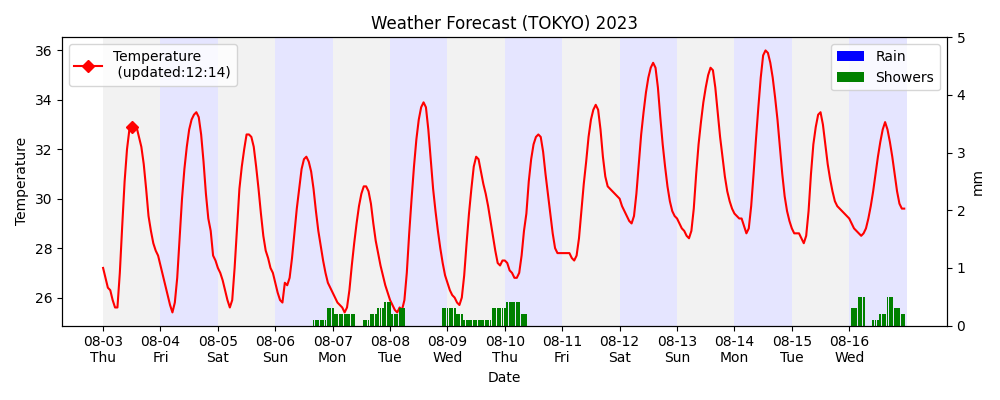 Weather Forecast (TOKYO) 2023
Temperature
(updated:12:14)
Rain
Showers
36
34
32
30
28
26
Temperature
5
4
3
2
1
0
mm
08-03 08-04 08-05 08-06 08-07 08-08 08-09 08-10 08-11 08-12 08-13 08-14 08-15 08-16
Thu Fri Sat Sun Mon Tue Wed Thu Fri Sat Sun Mon Tue Wed
Date